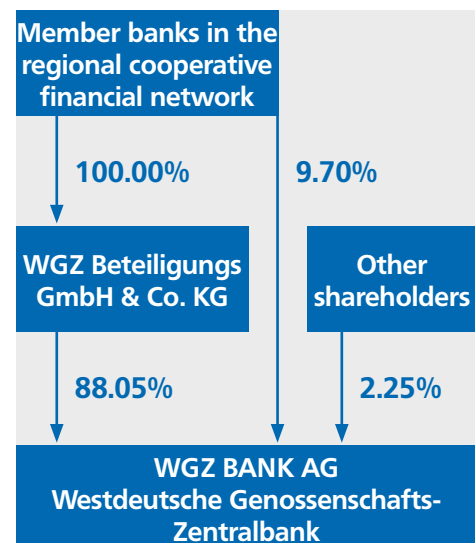 Member banks in the
regional cooperative
financial network
100.00%
9.70%
WGZ Beteiligungs
GmbH & Co. KG
Other
shareholders
88.05%
2.25%
WGZ BANK AG
Westdeutsche Genossenschafts-
Zentralbank